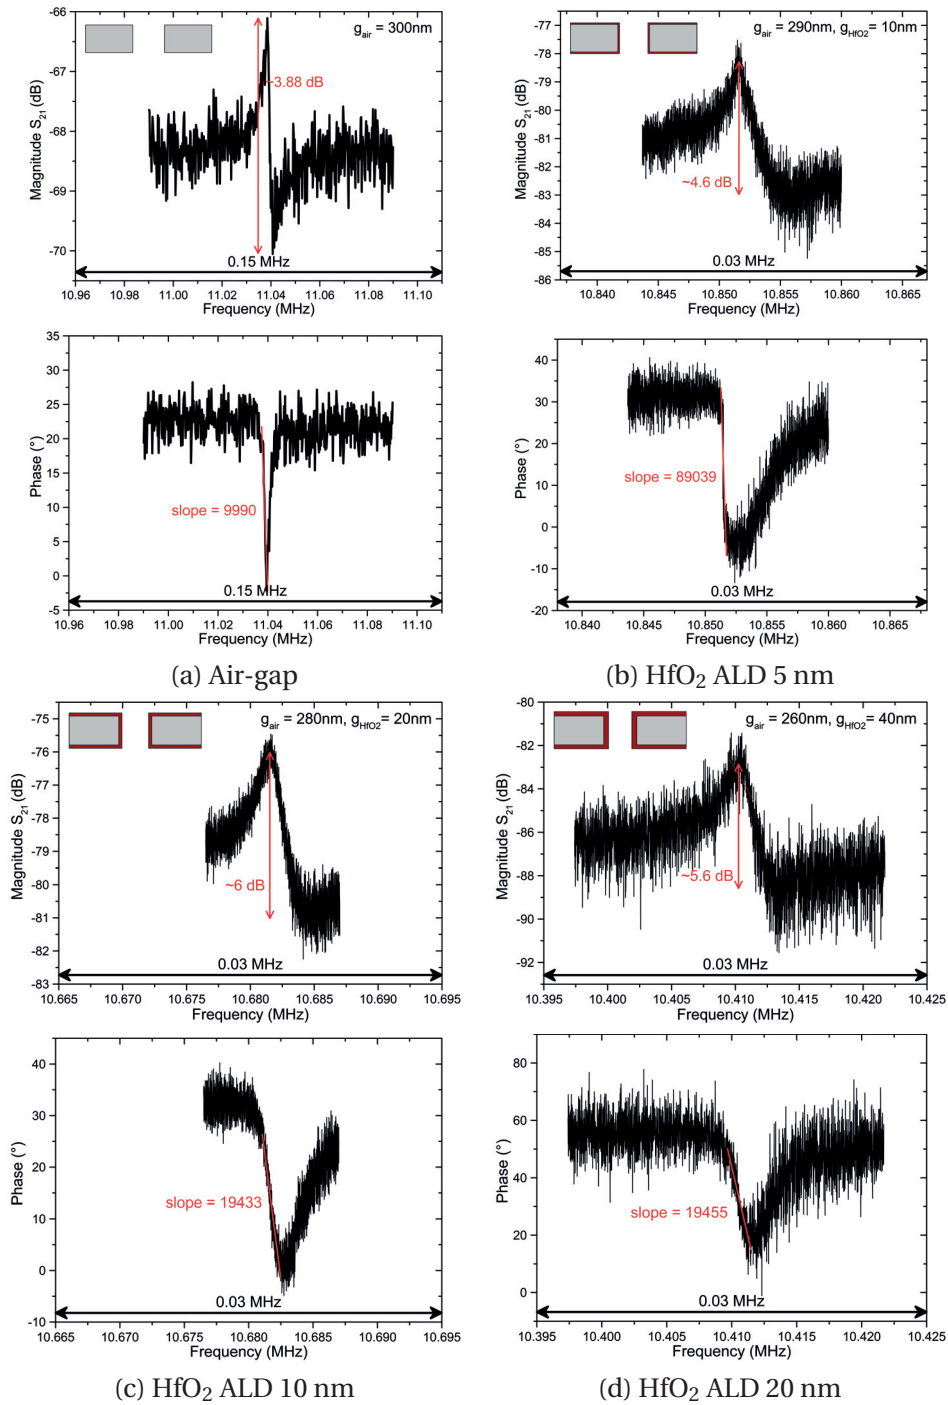 g_air = 300nm
~3.88 dB
0.15 MHz
Magnitude S₂₁ (dB)
-66
-67
-68
-69
-70
10.96 10.98 11.00 11.02 11.04 11.06 11.08 11.10
Frequency (MHz)
g_air = 290nm, g_HfO2= 10nm
~4.6 dB
0.03 MHz
Magnitude S₂₁ (dB)
-77
-78
-79
-80
-81
-82
-83
-84
-85
-86
10.840 10.845 10.850 10.855 10.860 10.865
Frequency (MHz)
slope = 9990
0.15 MHz
Phase (°)
35
30
25
20
15
10
5
0
-5
10.96 10.98 11.00 11.02 11.04 11.06 11.08 11.10
Frequency (MHz)
slope = 89039
0.03 MHz
Phase (°)
40
30
20
10
0
-10
-20
10.840 10.845 10.850 10.855 10.860 10.865
Frequency (MHz)
(a) Air-gap
(b) HfO₂ ALD 5 nm
g_air = 280nm, g_HfO2= 20nm
~6 dB
0.03 MHz
Magnitude S₂₁ (dB)
-75
-76
-77
-78
-79
-80
-81
-82
-83
10.665 10.670 10.675 10.680 10.685 10.690 10.695
Frequency (MHz)
g_air = 260nm, g_HfO2= 40nm
~5.6 dB
0.03 MHz
Magnitude S₂₁ (dB)
-80
-82
-84
-86
-88
-90
-92
10.395 10.400 10.405 10.410 10.415 10.420 10.425
Frequency (MHz)
slope = 19433
0.03 MHz
Phase (°)
40
30
20
10
0
-10
10.665 10.670 10.675 10.680 10.685 10.690 10.695
Frequency (MHz)
slope = 19455
0.03 MHz
Phase (°)
80
60
40
20
0
10.395 10.400 10.405 10.410 10.415 10.420 10.425
Frequency (MHz)
(c) HfO₂ ALD 10 nm
(d) HfO₂ ALD 20 nm